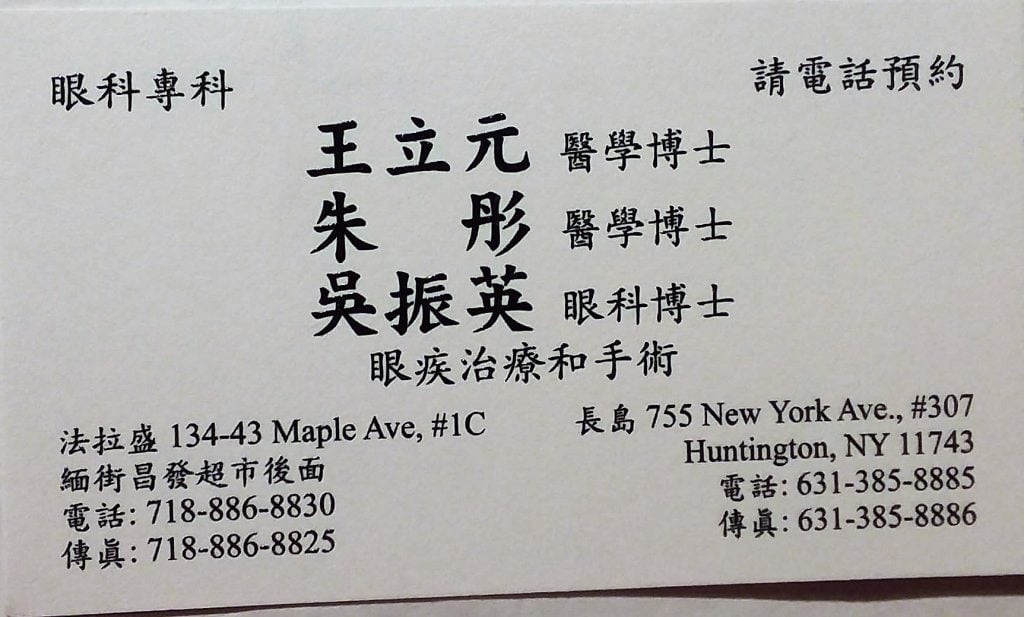 眼科專科
請電話預約
王立元 醫學博士
朱 彤 醫學博士
吳振英 眼科博士
眼疾治療和手術
法拉盛 134-43 Maple Ave, #1C
緬街昌發超市後面
電話: 718-886-8830
傳眞: 718-886-8825
長島 755 New York Ave., #307
Huntington, NY 11743
電話: 631-385-8885
傳眞: 631-385-8886